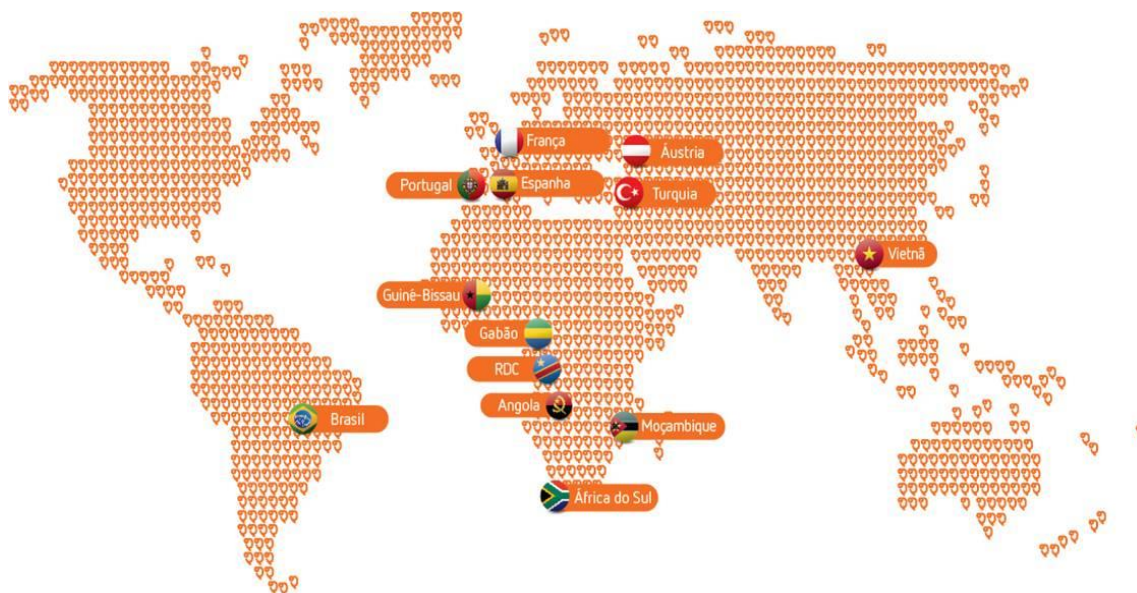 França
Áustria
Portugal
Espanha
Turquia
Vietnã
Guiné-Bissau
Gabão
RDC
Angola
Brasil
Moçambique
África do Sul